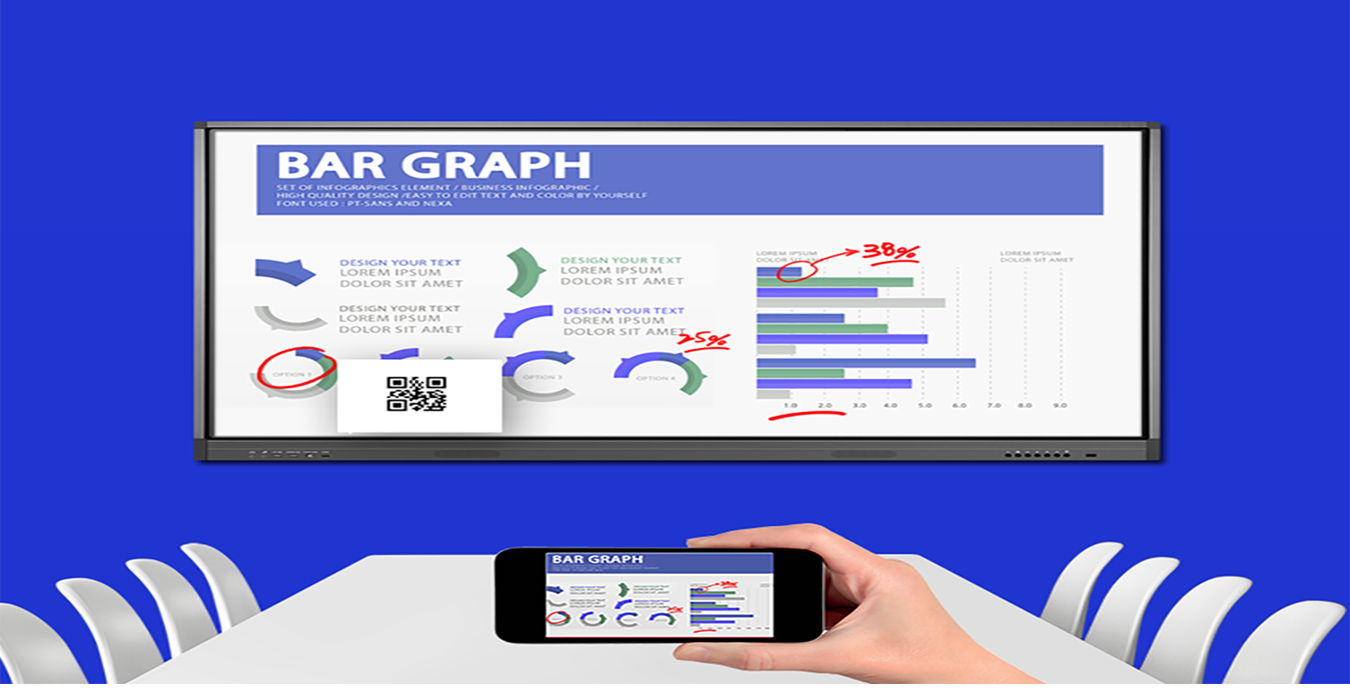 BAR GRAPH
SET OF INFOGRAPHICS ELEMENT / BUSINESS INFOGRAPHIC /
HIGH QUALITY DESIGN /EASY TO EDIT TEXT AND COLOR BY YOURSELF
FONT USED : PT-SANS AND NEXA
DESIGN YOUR TEXT
LOREM IPSUM
DOLOR SIT AMET
DESIGN YOUR TEXT
LOREM IPSUM
DOLOR SIT AMET
DESIGN YOUR TEXT
LOREM IPSUM
DOLOR SIT AMET
DESIGN YOUR TEXT
LOREM IPSUM
DOLOR SIT AMET
25%
OPTION 1
OPTION 3
OPTION 4
LOREM IPSUM
DOLOR SIT AMET
38%
LOREM IPSUM
DOLOR SIT AMET
1.0 2.0 3.0 4.0 5.0 6.0 7.0 8.0 9.0
BAR GRAPH